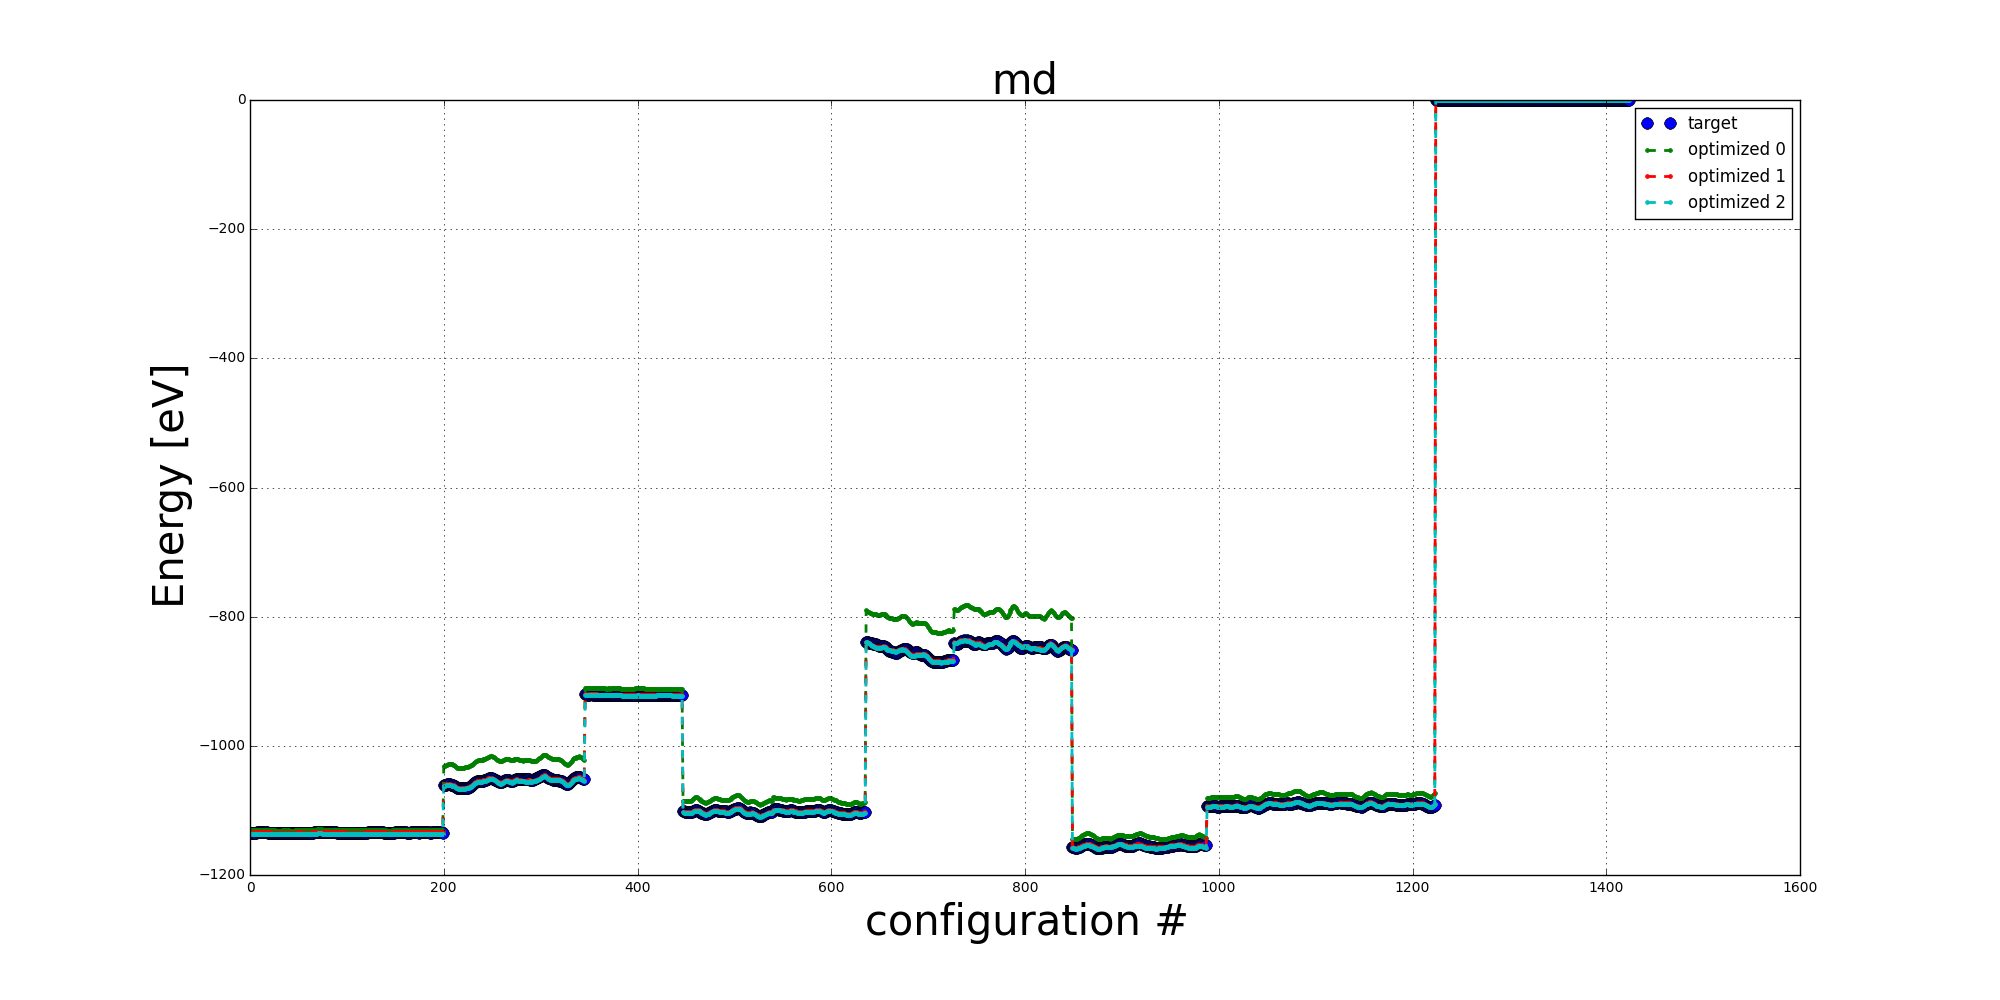 md
Energy [eV]
0
−200
−400
−600
−800
−1000
−1200
0 200 400 600 800 1000 1200 1400 1600
configuration #
target
optimized 0
optimized 1
optimized 2